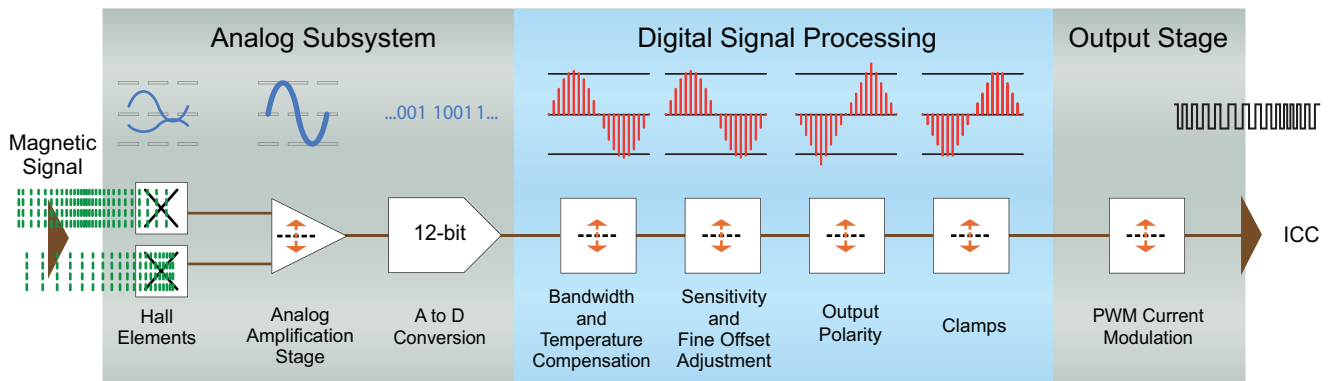 Analog Subsystem
Digital Signal Processing
Output Stage
...001 10011...
Magnetic
Signal
12-bit
ICC
Hall
Elements
Analog
Amplification
Stage
A to D
Conversion
Bandwidth
and
Temperature
Compensation
Sensitivity
and
Fine Offset
Adjustment
Output
Polarity
Clamps
PWM Current
Modulation